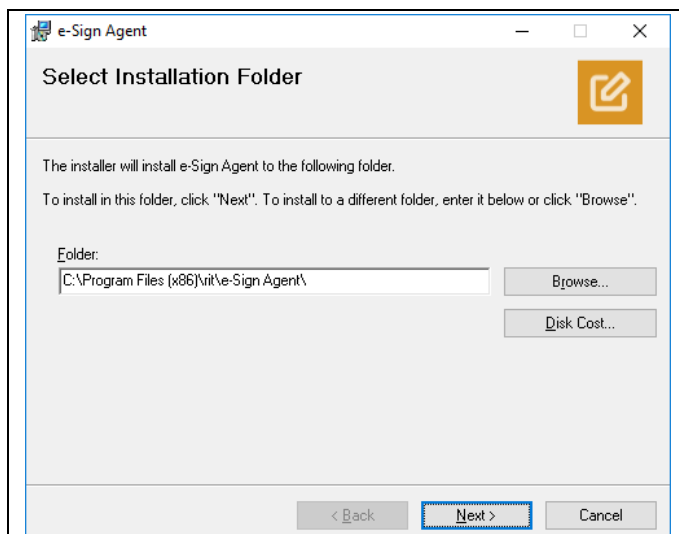 e-Sign Agent
Select Installation Folder
The installer will install e-Sign Agent to the following folder.
To install in this folder, click "Next". To install to a different folder, enter it below or click "Browse".
Folder:
C:\Program Files (x86)\rit\e-Sign Agent\
Browse...
Disk Cost...
< Back
Next >
Cancel